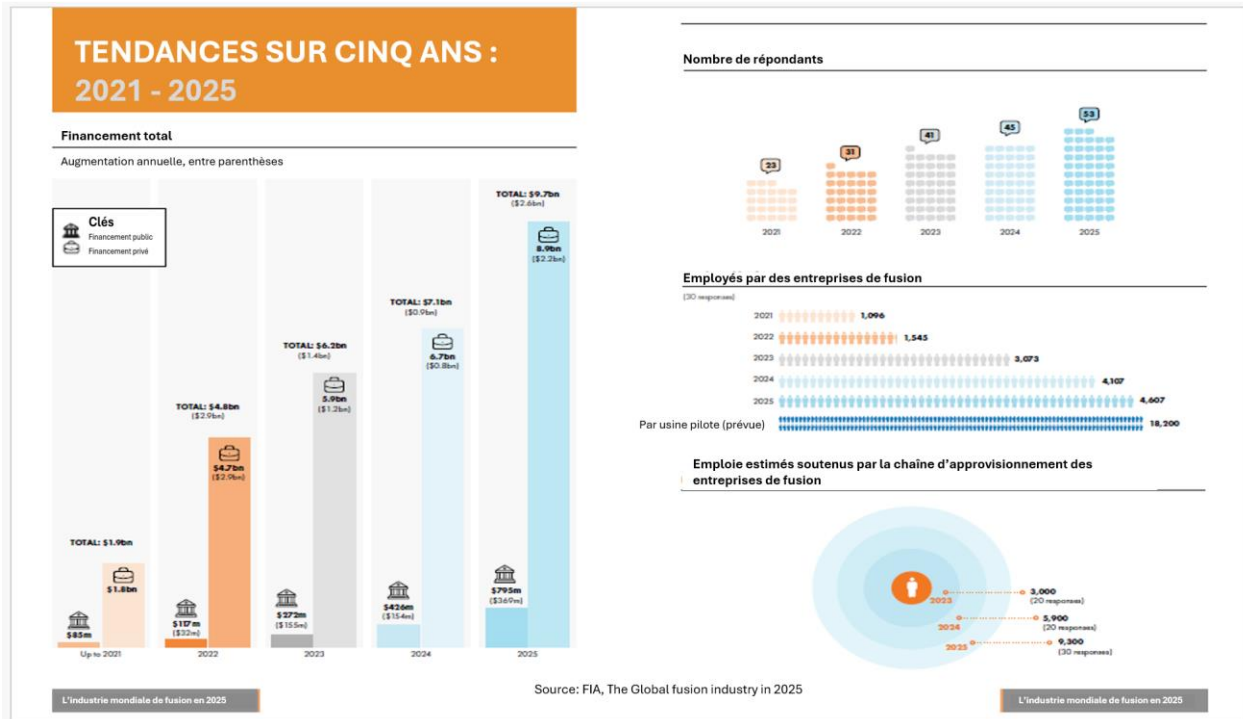 TENDANCES SUR CINQ ANS :
2021 - 2025
Financement total
Augmentation annuelle, entre parenthèses
Clés
Financement public
Financement privé
TOTAL: $1.9bn
$1.8bn
$85m
Up to 2021
TOTAL: $4.8bn
($2.9bn)
$4.7bn
($2.9bn)
$117m
($32m)
2022
TOTAL: $6.2bn
($1.4bn)
5.9bn
($1.2bn)
$272m
($155m)
2023
TOTAL: $7.1bn
($0.9bn)
6.7bn
($0.8bn)
$426m
($154m)
2024
TOTAL: $9.7bn
($2.6bn)
8.9bn
($2.2bn)
$795m
($369m)
2025
Nombre de répondants
23
31
41
45
53
2021
2022
2023
2024
2025
Employés par des entreprises de fusion
(30 responses)
2021 1,096
2022 1,545
2023 3,073
2024 4,107
2025 4,607
Par usine pilote (prévue) 18,200
Emploie estimés soutenus par la chaîne d'approvisionnement des
entreprises de fusion
2023 3,000
(20 responses)
2024 5,900
(20 responses)
2025 9,300
(30 responses)
Source: FIA, The Global fusion industry in 2025
L'industrie mondiale de fusion en 2025
L'industrie mondiale de fusion en 2025